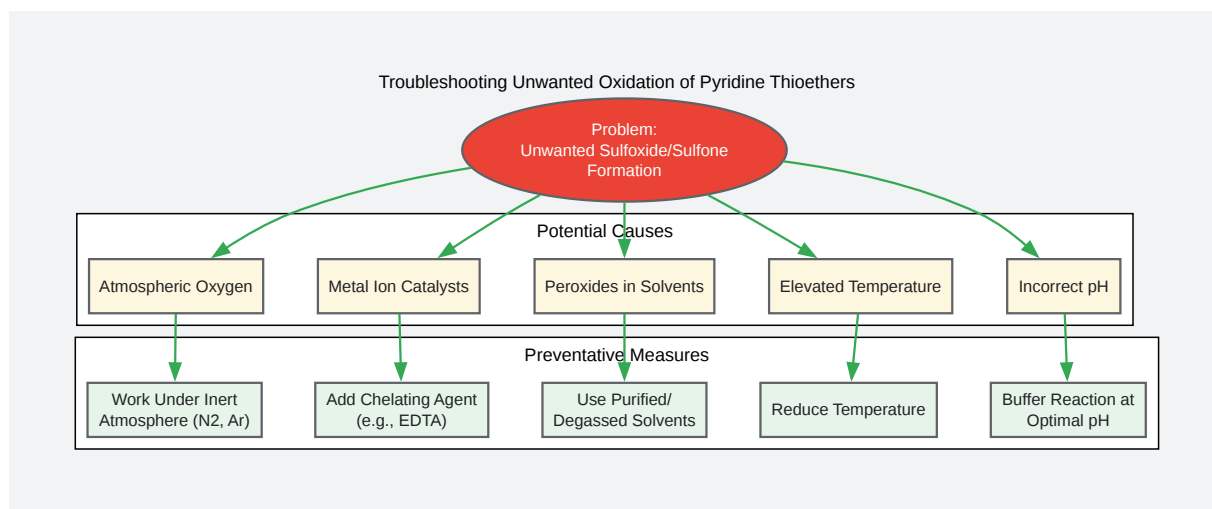 Troubleshooting Unwanted Oxidation of Pyridine Thioethers
Problem:
Unwanted Sulfoxide/Sulfone
Formation
Potential Causes
Atmospheric Oxygen
Metal Ion Catalysts
Peroxides in Solvents
Elevated Temperature
Incorrect pH
Preventative Measures
Work Under Inert
Atmosphere (N2, Ar)
Add Chelating Agent
(e.g., EDTA)
Use Purified/
Degassed Solvents
Reduce Temperature
Buffer Reaction at
Optimal pH